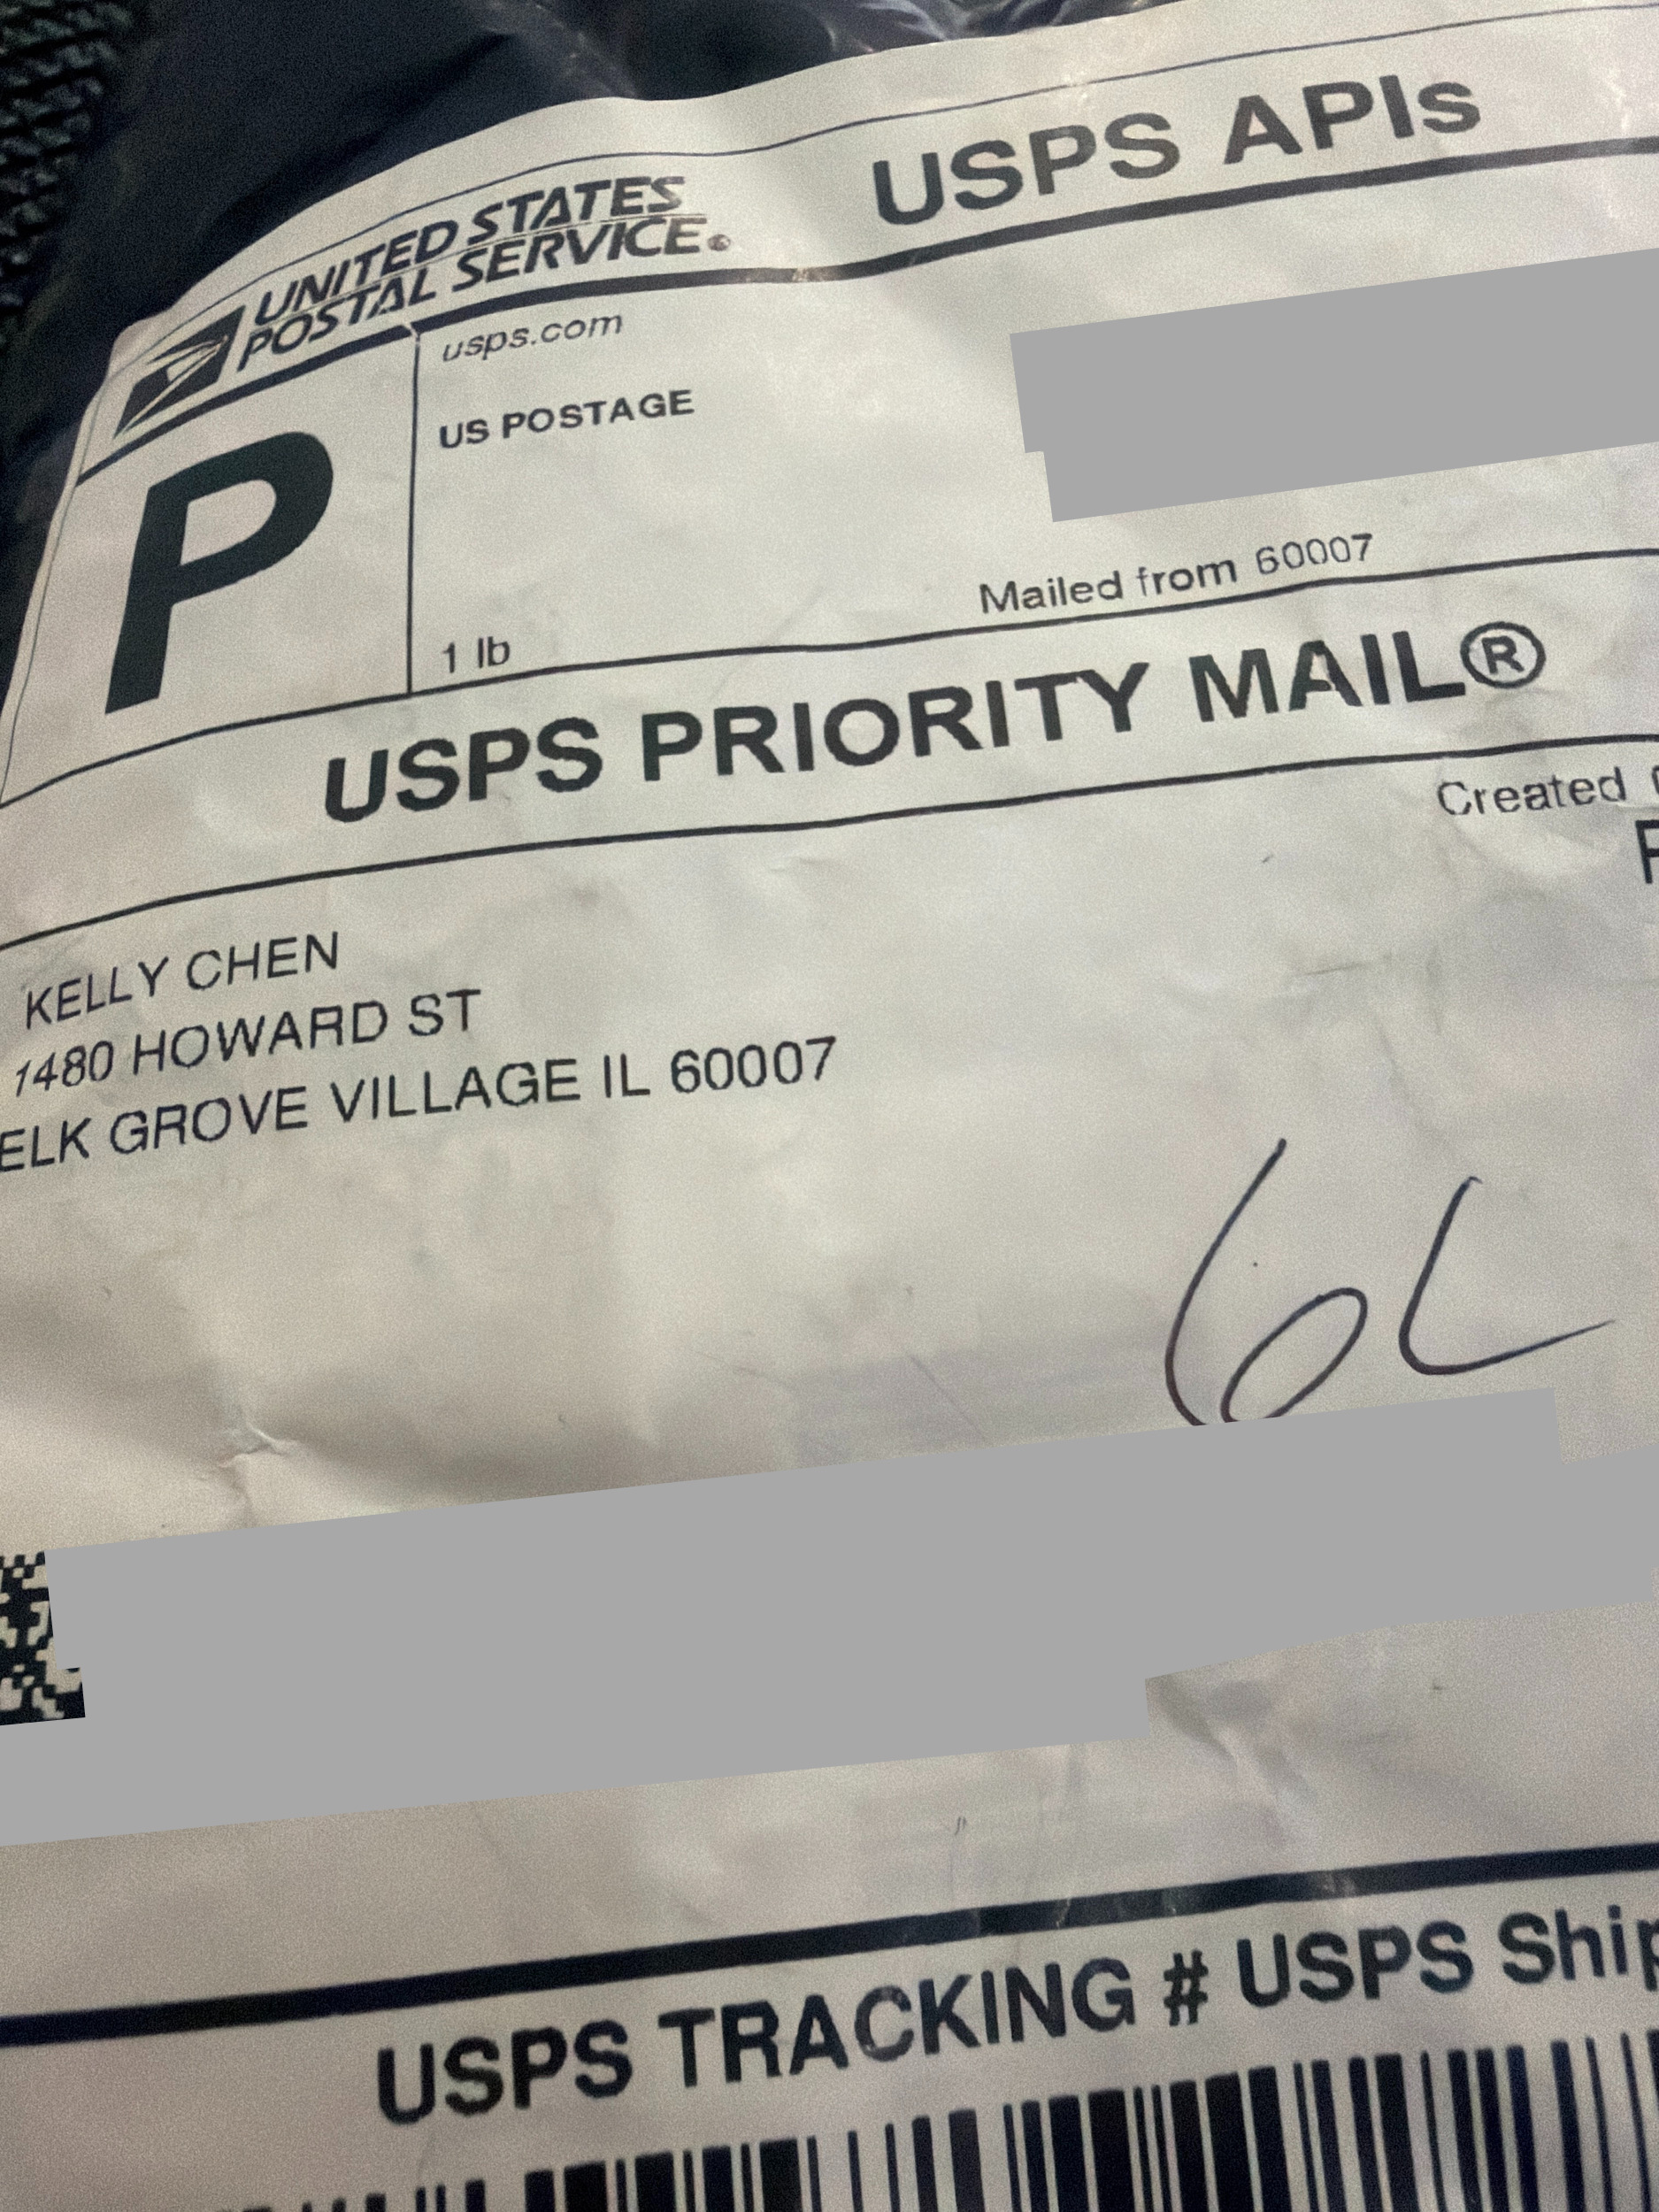 USPS APIs
UNITED STATES
POSTAL SERVICE®
P
usps.com
US POSTAGE
1 lb
Mailed from 60007
USPS PRIORITY MAIL®
Created
KELLY CHEN
1480 HOWARD ST
ELK GROVE VILLAGE IL 60007
6L
USPS TRACKING # USPS Ship